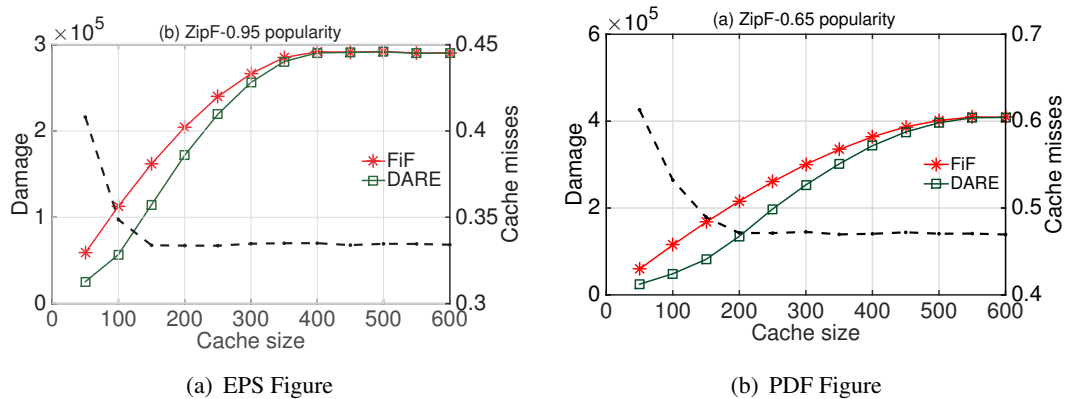 (b) ZipF-0.95 popularity
× 10^5
3
2
1
0
Damage
0.45
0.4
0.35
0.3
Cache misses
FiF
DARE
0 100 200 300 400 500 600
Cache size
(a) EPS Figure
(a) ZipF-0.65 popularity
× 10^5
6
4
2
0
Damage
0.7
0.6
0.5
0.4
Cache misses
FiF
DARE
0 100 200 300 400 500 600
Cache size
(b) PDF Figure